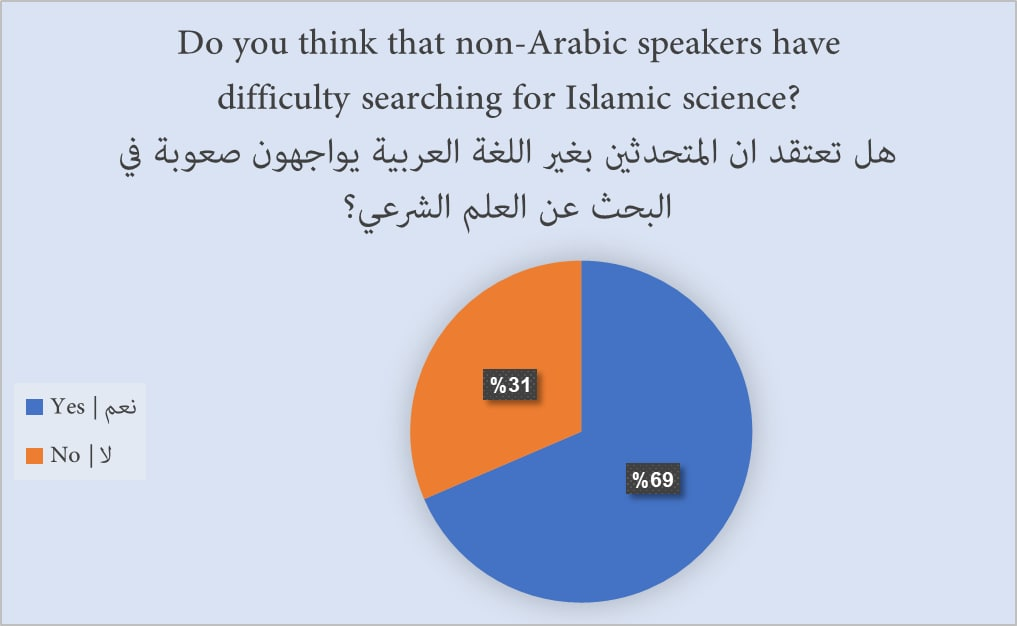 Do you think that non-Arabic speakers have
difficulty searching for Islamic science?
هل تعتقد ان المتحدثين بغير اللغة العربية يواجهون صعوبة في
البحث عن العلم الشرعي؟
%31
%69
Yes | نعم
No | لا